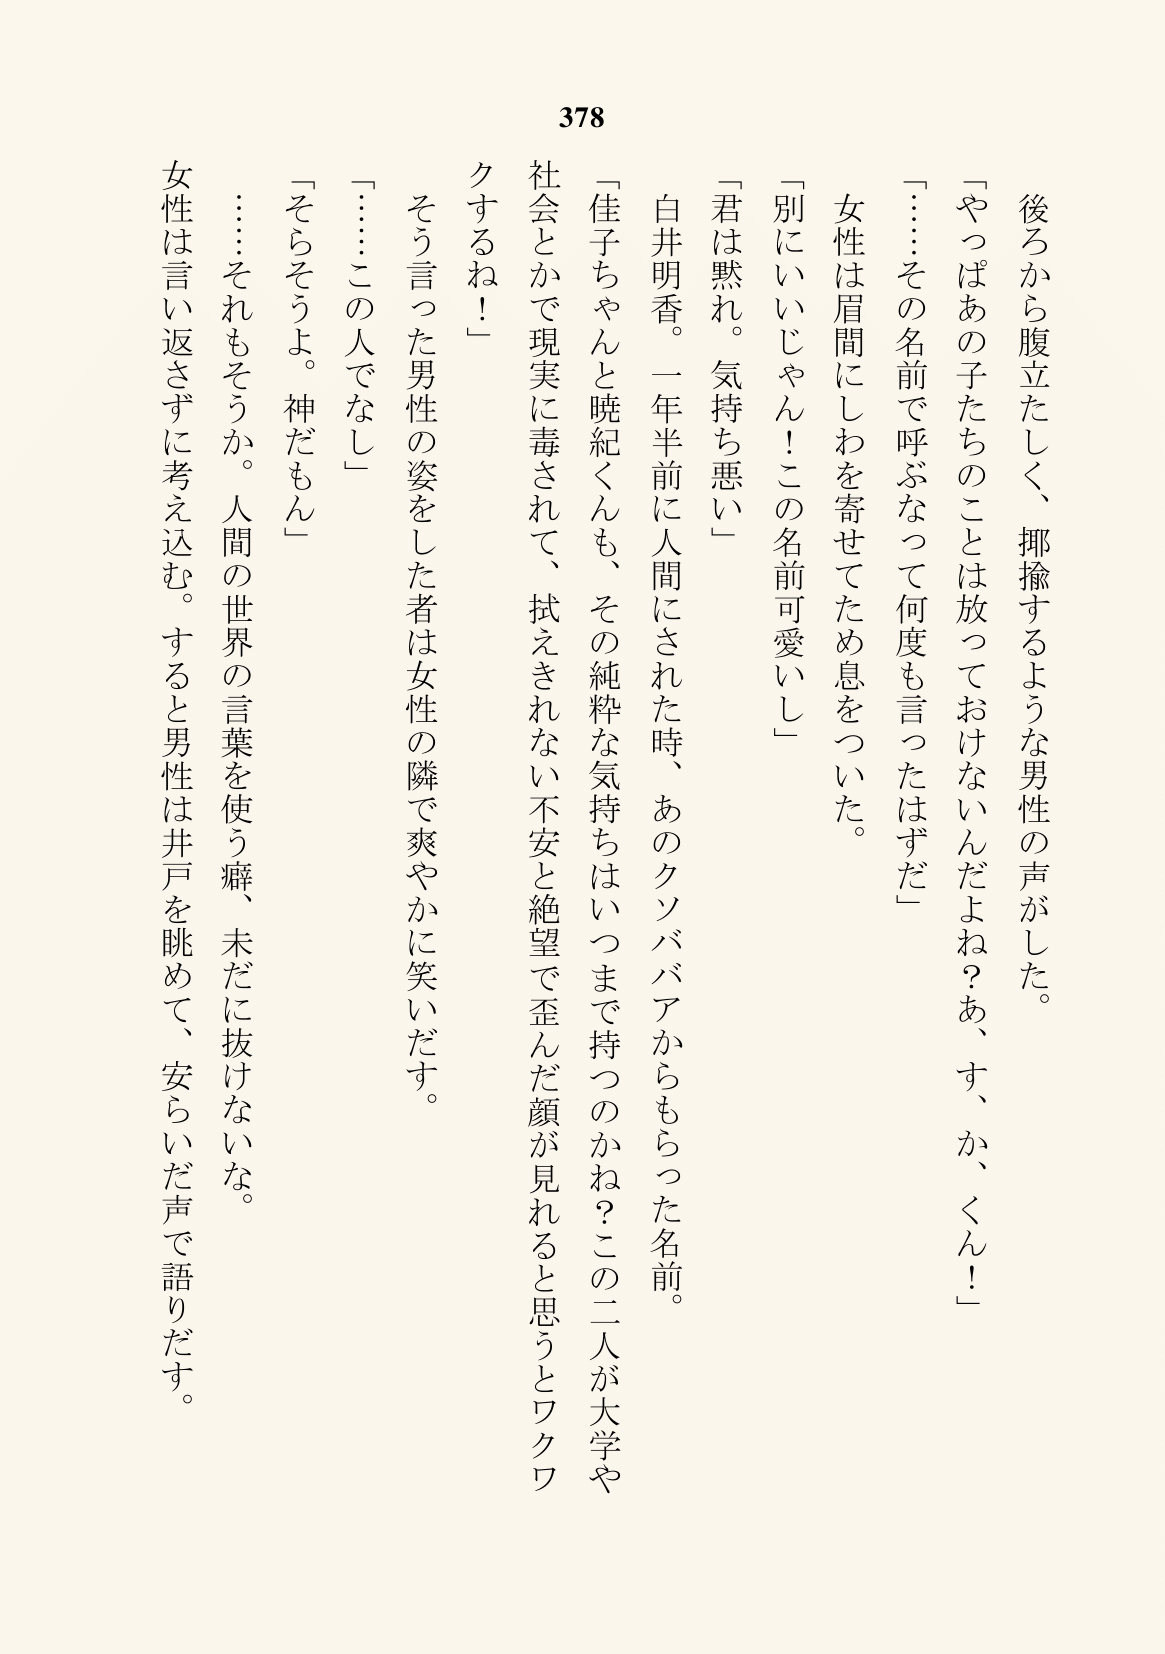 378
後ろから腹立たしく、揶揄するような男性の声がした。
「やっぱあの子たちのことは放っておけないんだよね？あ、す、か、くん！」
「……その名前で呼ぶなって何度も言ったはずだ」
女性は眉間にしわを寄せてため息をついた。
「別にいいじゃん！この名前可愛いし」
「君は黙れ。気持ち悪い」
白井明香。一年半前に人間にされた時、あのクソババアからもらった名前。
「佳子ちゃんと暁紀くんも、その純粋な気持ちはいつまで持つのかね？この二人が大学や
社会とかで現実に毒されて、拭えきれない不安と絶望で歪んだ顔が見れると思うとワクワ
クするね！」
そう言った男性の姿をした者は女性の隣で爽やかに笑いだす。
「……この人でなし」
「そらそうよ。神だもん」
……それもそうか。人間の世界の言葉を使う癖、未だに抜けないな。
女性は言い返さずに考え込む。すると男性は井戸を眺めて、安らいだ声で語りだす。